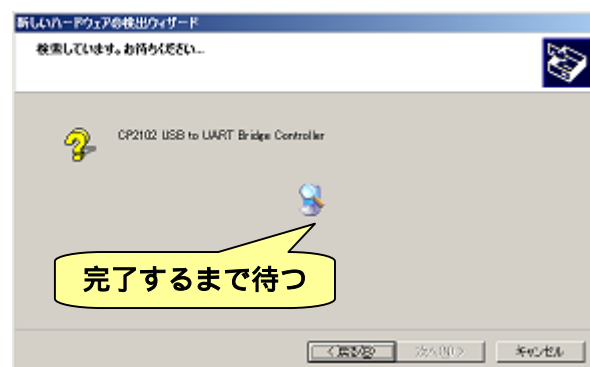 新しいハードウェアの検出ウィザード
検索しています。お待ちください...
CP2102 USB to UART Bridge Controller
完了するまで待つ
< 戻る(B)
次へ(N) >
キャンセル